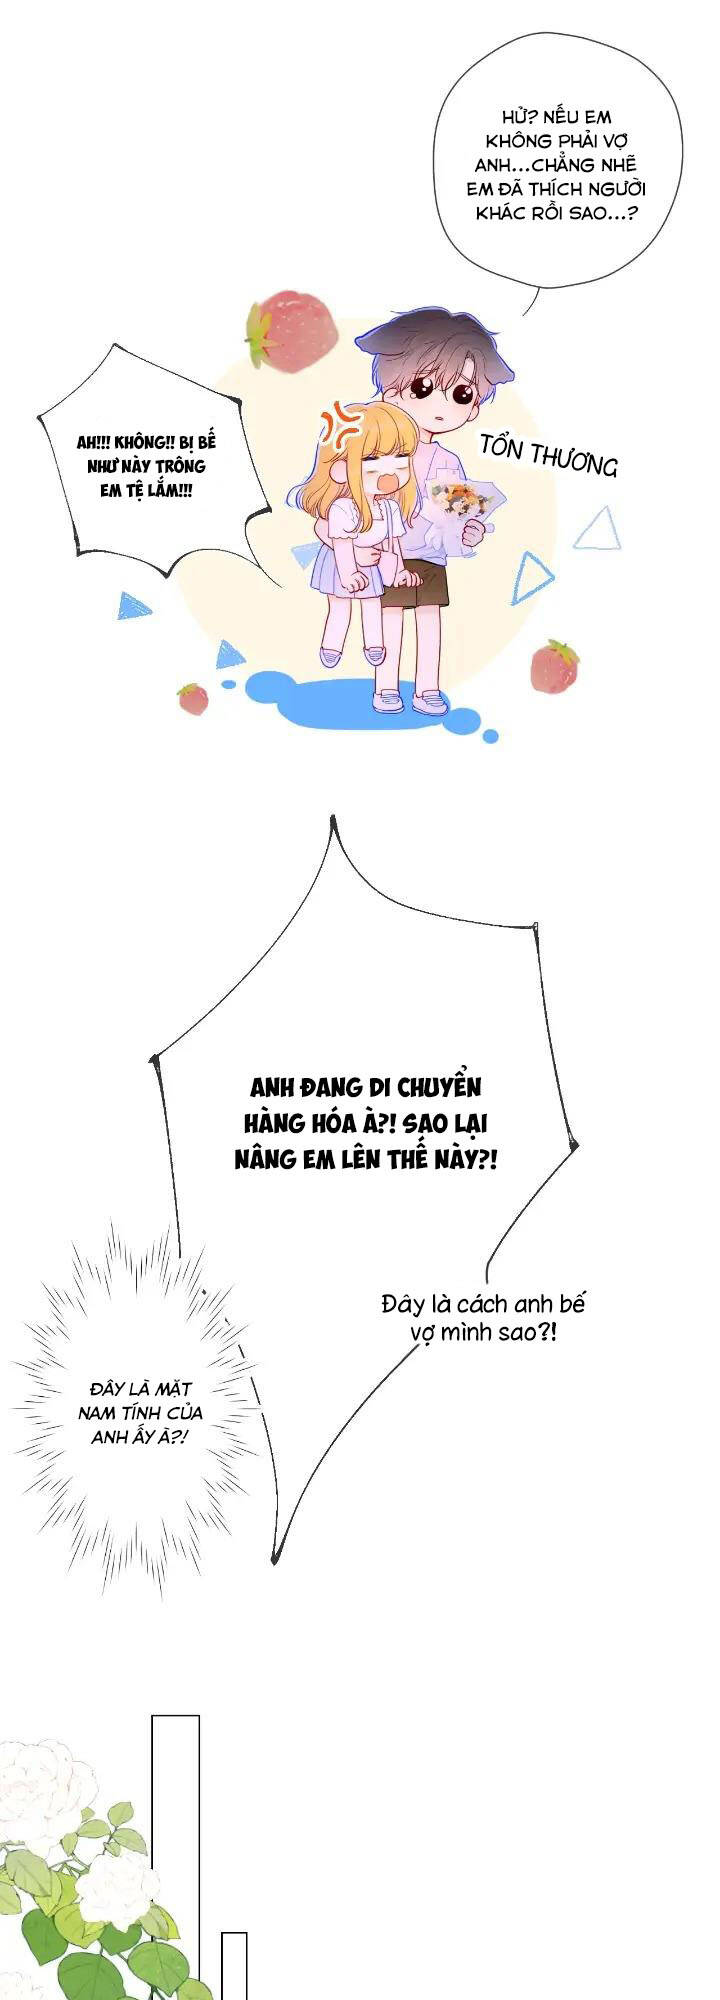 HỬ? NẾU EM
KHÔNG PHẢI VỢ
ANH...CHẲNG NHẼ
EM ĐÃ THÍCH NGƯỜI
KHÁC RỒI SAO...?
AH!!! KHÔNG!! BỊ BẾ
NHƯ NÀY TRÔNG
EM TỆ LẮM!!!
TỔN THƯƠNG
ANH ĐANG DI CHUYỂN
HÀNG HÓA À?! SAO LẠI
NÂNG EM LÊN THẾ NÀY?!
Đây là cách anh bế
vợ mình sao?!
ĐÂY LÀ MẶT
NAM TÍNH CỦA
ANH ẤY À?!